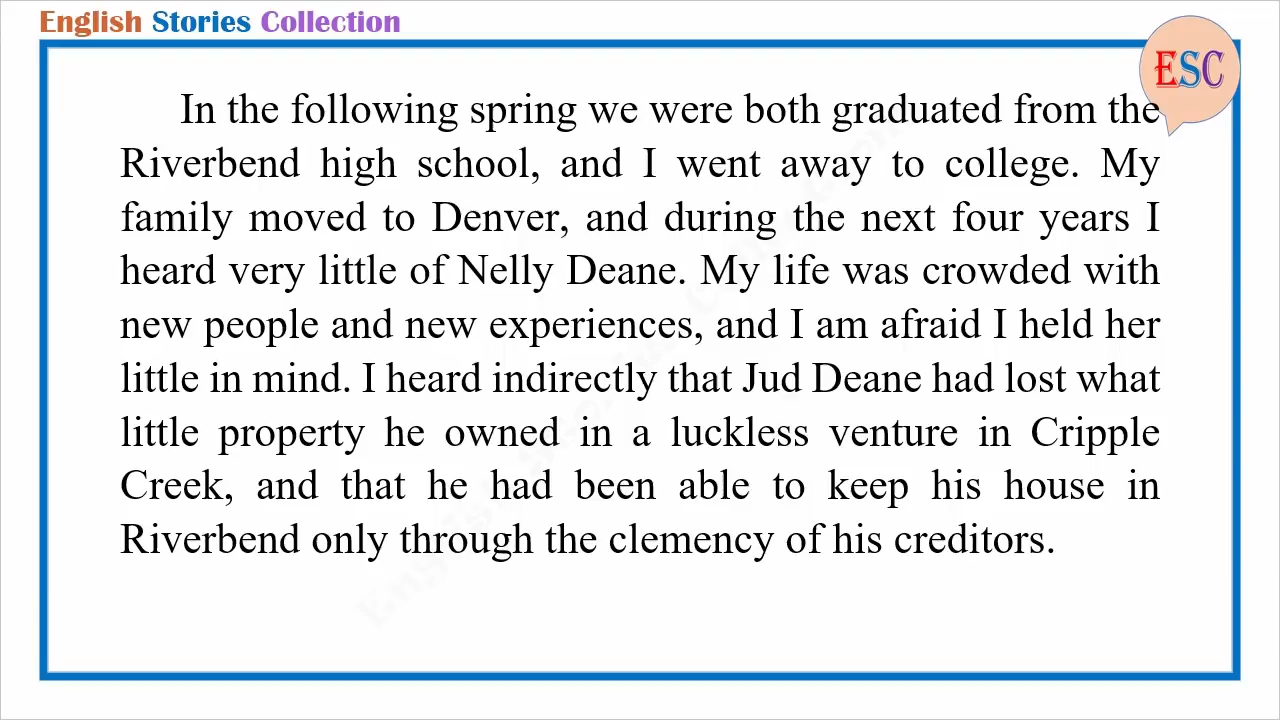 English Stories Collection
ESC
In the following spring we were both graduated from the
Riverbend high school, and I went away to college. My
family moved to Denver, and during the next four years I
heard very little of Nelly Deane. My life was crowded with
new people and new experiences, and I am afraid I held her
little in mind. I heard indirectly that Jud Deane had lost what
little property he owned in a luckless venture in Cripple
Creek, and that he had been able to keep his house in
Riverbend only through the clemency of his creditors.